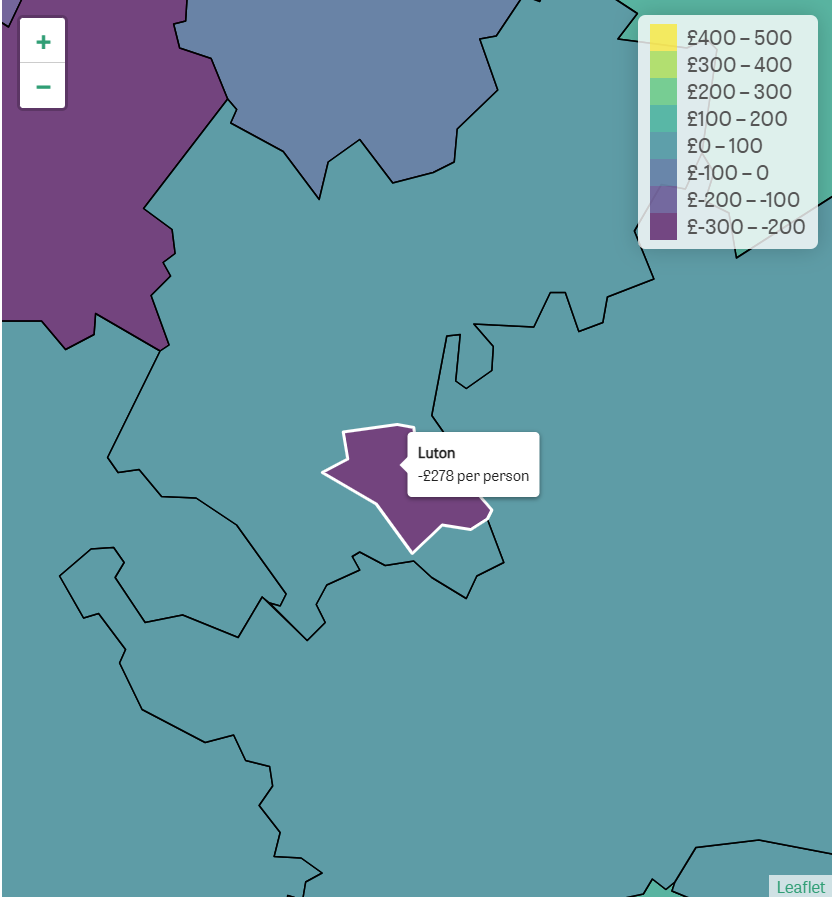 +
−
£400 – 500
£300 – 400
£200 – 300
£100 – 200
£0 – 100
£-100 – 0
£-200 – -100
£-300 – -200
Luton
-£278 per person
Leaflet